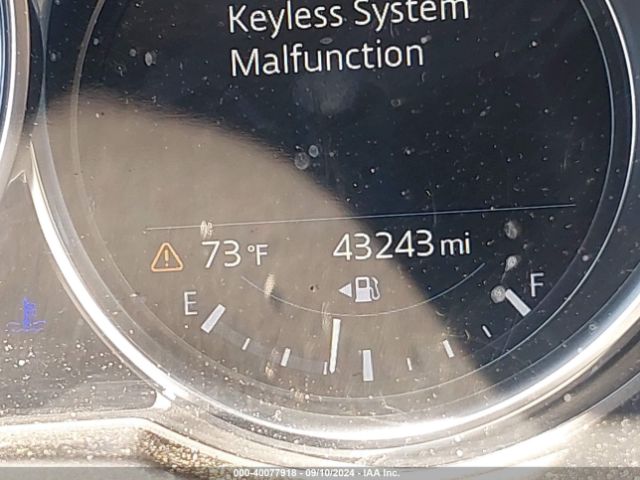 Keyless System
Malfunction
73°F 43243 mi
E F
000-40077918 - 09/10/2024 - IAA Inc.